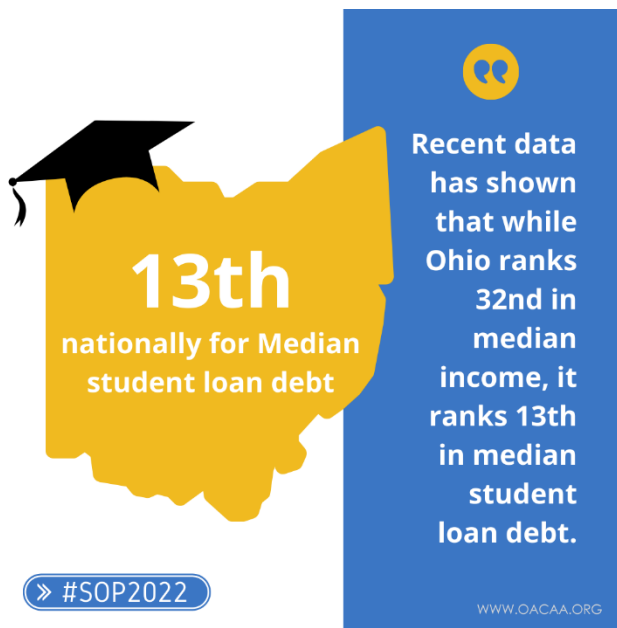 13th
nationally for Median
student loan debt
Recent data
has shown
that while
Ohio ranks
32nd in
median
income, it
ranks 13th
in median
student
loan debt.
#SOP2022
WWW.OACAA.ORG